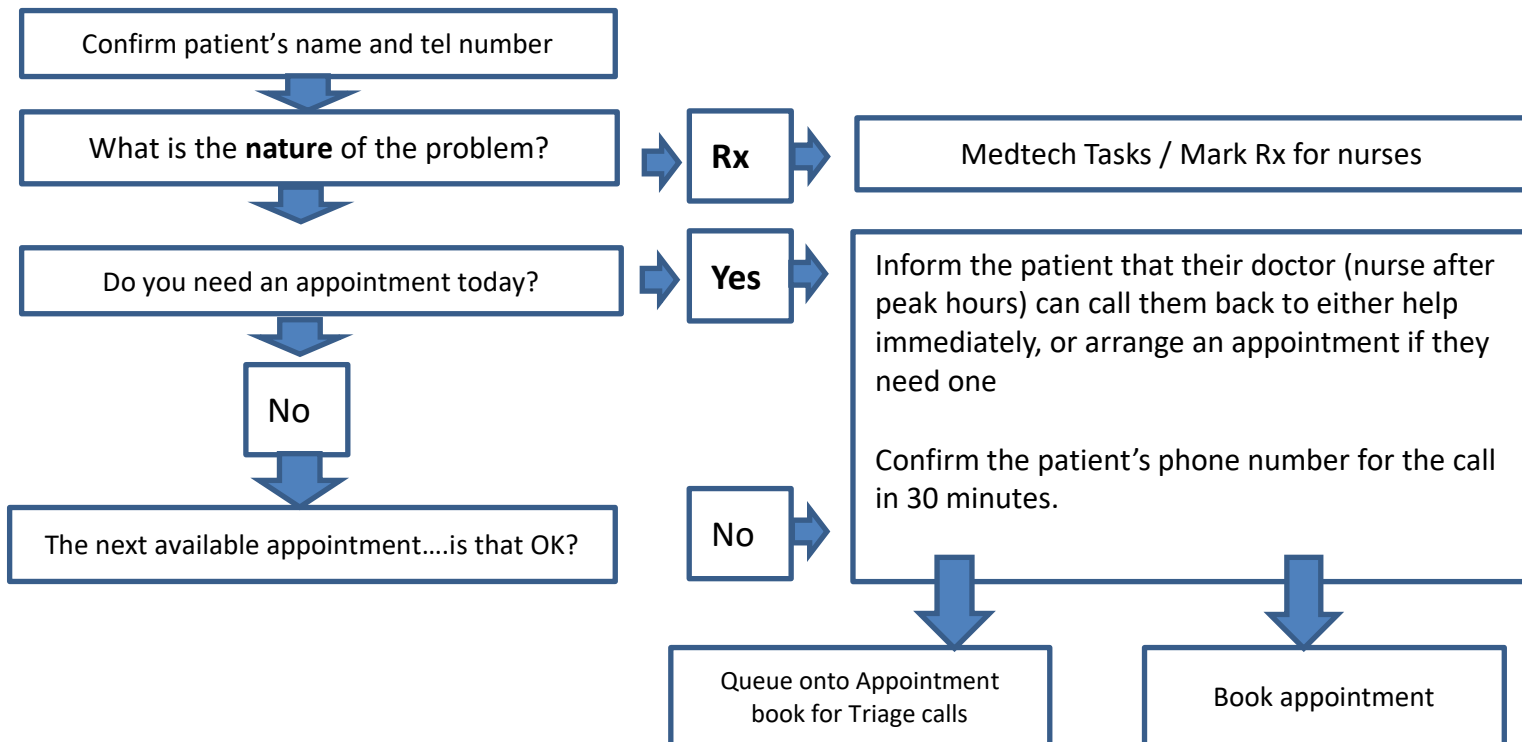 Confirm patient’s name and tel number
What is the nature of the problem?
Rx
Medtech Tasks / Mark Rx for nurses
Do you need an appointment today?
Yes
Inform the patient that their doctor (nurse after
peak hours) can call them back to either help
immediately, or arrange an appointment if they
need one
Confirm the patient’s phone number for the call
in 30 minutes.
No
The next available appointment....is that OK?
No
Queue onto Appointment
book for Triage calls
Book appointment